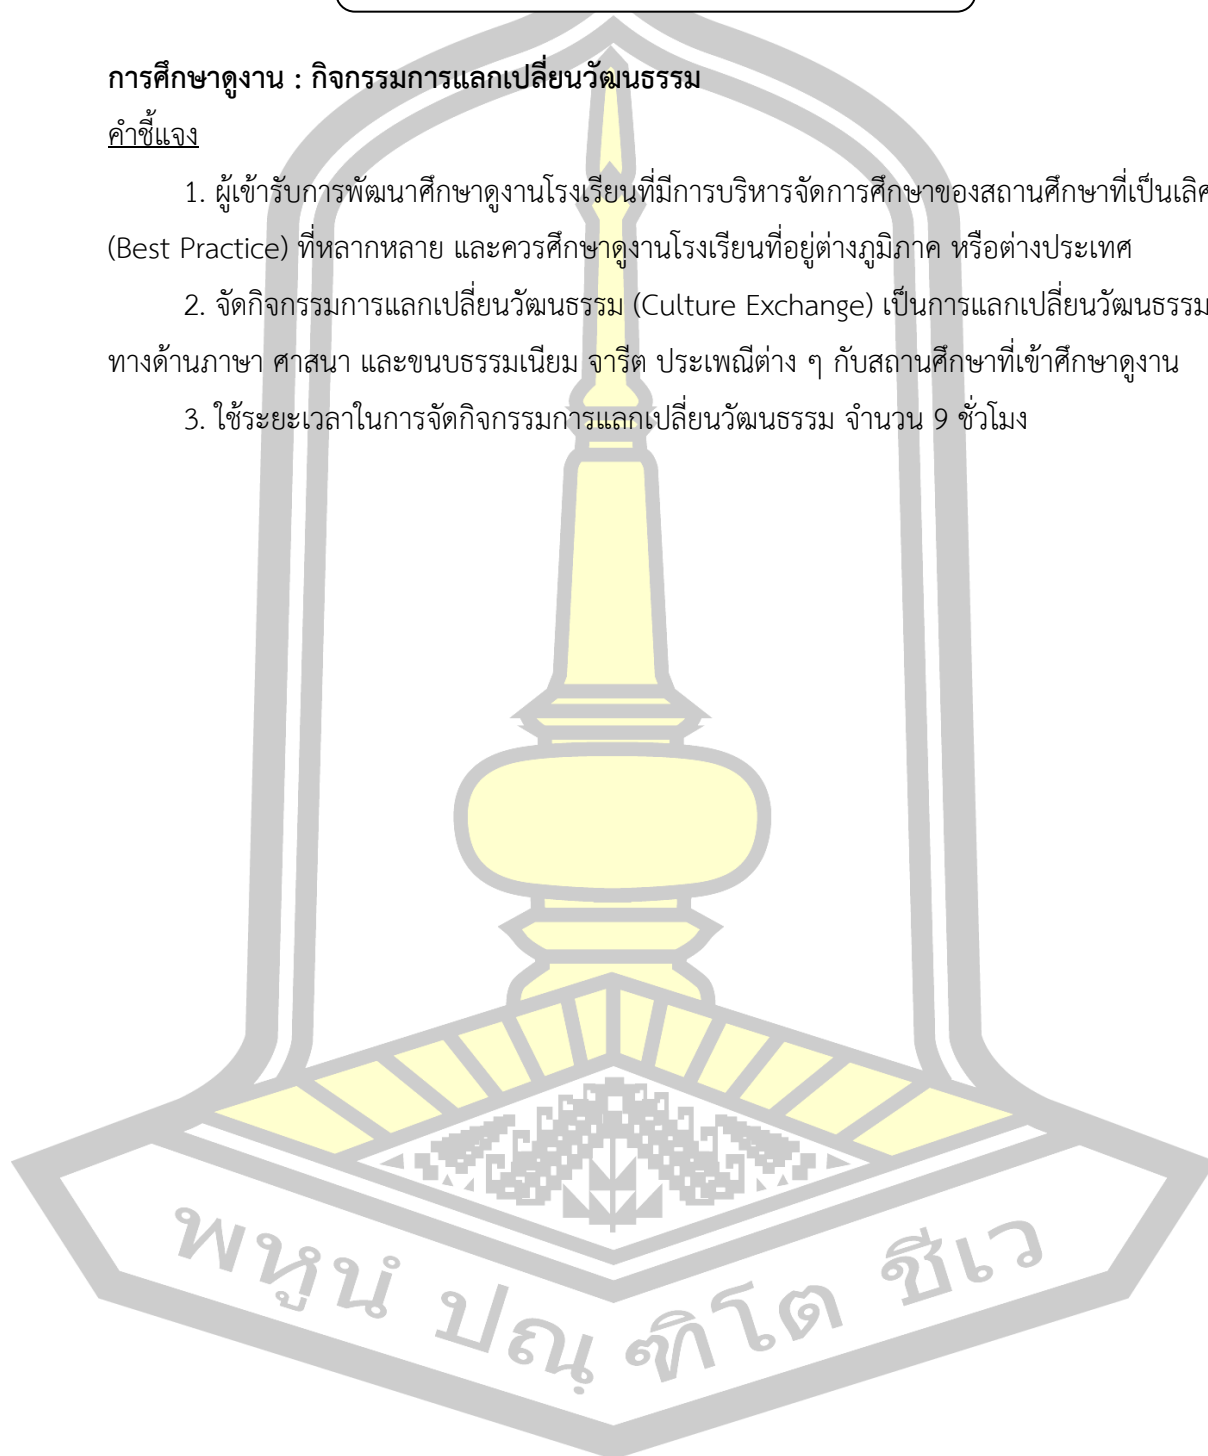 การศึกษาดูงาน : กิจกรรมการแลกเปลี่ยนวัฒนธรรม
คำชี้แจง
1. ผู้เข้ารับการพัฒนาศึกษาดูงานโรงเรียนที่มีการบริหารจัดการศึกษาของสถานศึกษาที่เป็นเลิศ
(Best Practice) ที่หลากหลาย และควรศึกษาดูงานโรงเรียนที่อยู่ต่างภูมิภาค หรือต่างประเทศ
2. จัดกิจกรรมการแลกเปลี่ยนวัฒนธรรม (Culture Exchange) เป็นการแลกเปลี่ยนวัฒนธรรม
ทางด้านภาษา ศาสนา และขนบธรรมเนียม จารีต ประเพณีต่าง ๆ กับสถานศึกษาที่เข้าศึกษาดูงาน
3. ใช้ระยะเวลาในการจัดกิจกรรมการแลกเปลี่ยนวัฒนธรรม จำนวน 9 ชั่วโมง
พหูนํ ปณฺ ฑิโต ชีเว